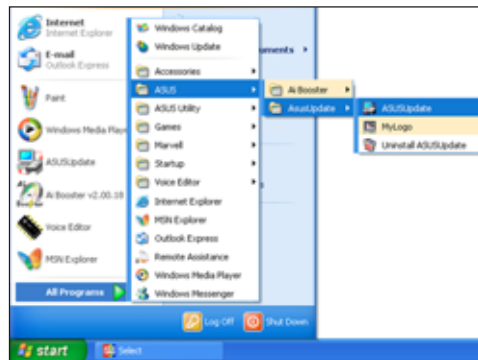 Internet
Internet Explorer
E-mail
Outlook Express
Paint
Windows Media Play
ASUSUpdate
Ai Booster v2.00.18
Voice Editor
MSN Explorer
All Programs
Windows Catalog
Windows Update
Accessories
ASUS
ASUS Utility
Games
Marvell
Startup
Voice Editor
Internet Explorer
MSN Explorer
Outlook Express
Remote Assistance
Windows Media Player
Windows Messenger
uments
Ai Booster
AsusUpdate
ASUSUpdate
MyLogo
Uninstall ASUSUpdate
Log Off
Shut Down
start
Select